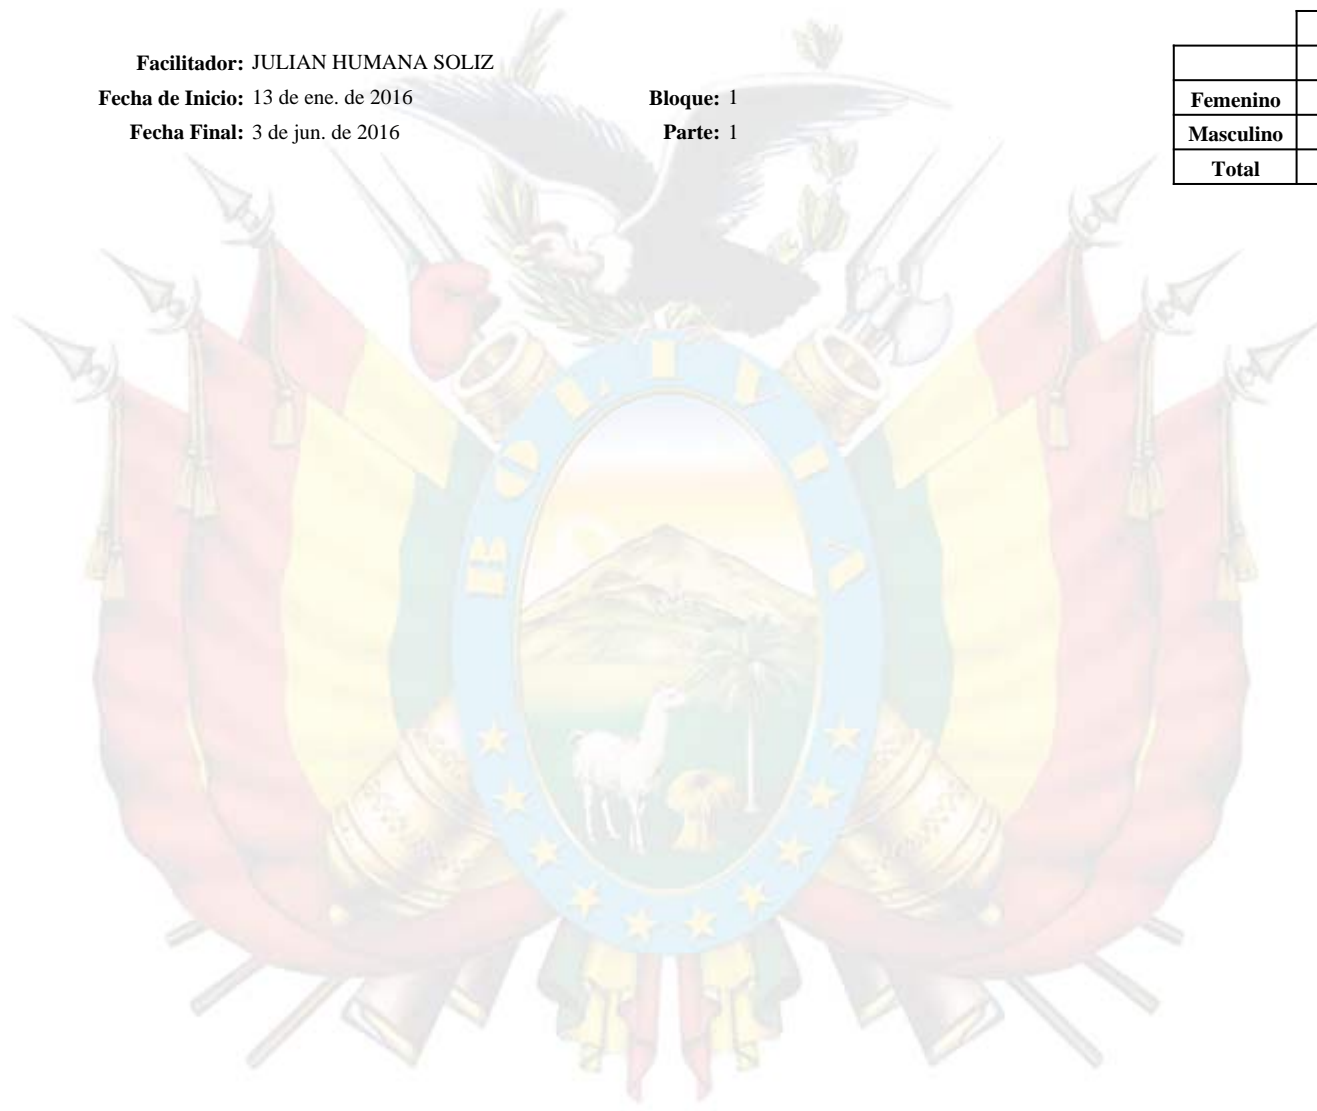 Facilitador: JULIAN HUMANA SOLIZ
Fecha de Inicio: 13 de ene. de 2016 Bloque: 1
Femenino
Fecha Final: 3 de jun. de 2016 Parte: 1
Masculino
Total
BOLIVIA